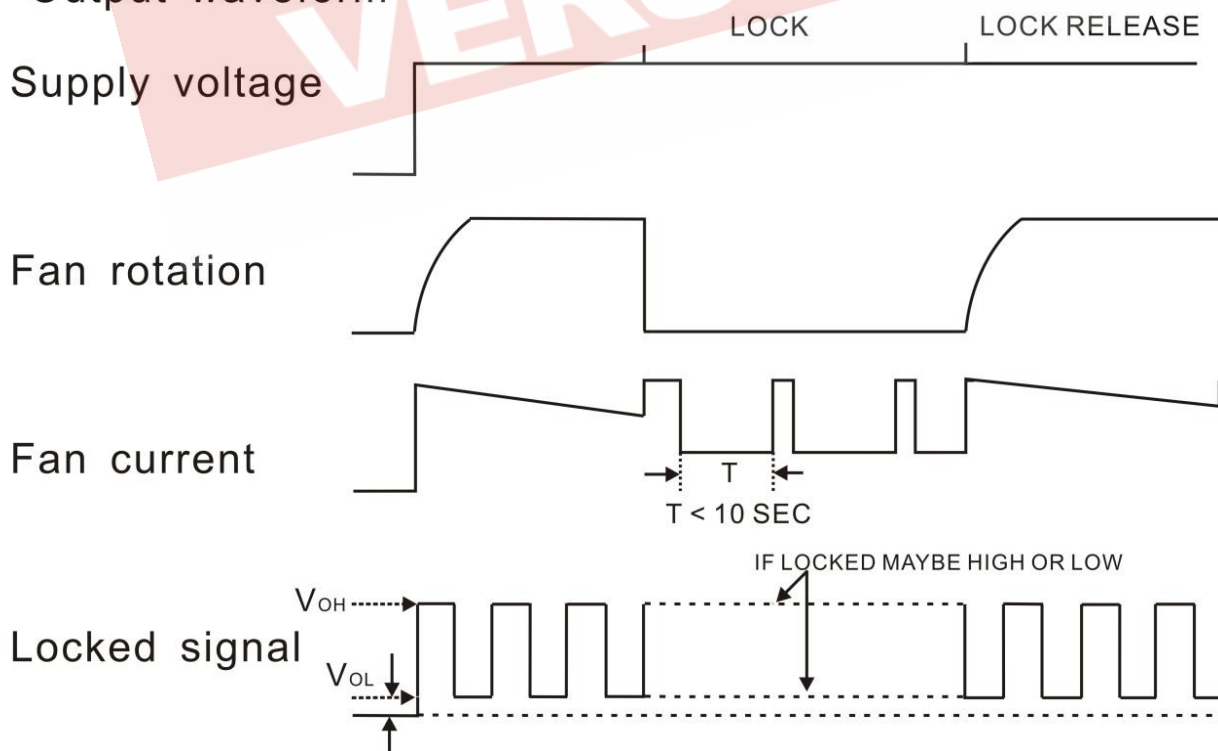 Output waveform
LOCK
LOCK RELEASE
Supply voltage
Fan rotation
Fan current
T
T < 10 SEC
IF LOCKED MAYBE HIGH OR LOW
VOH
Locked signal
VOL